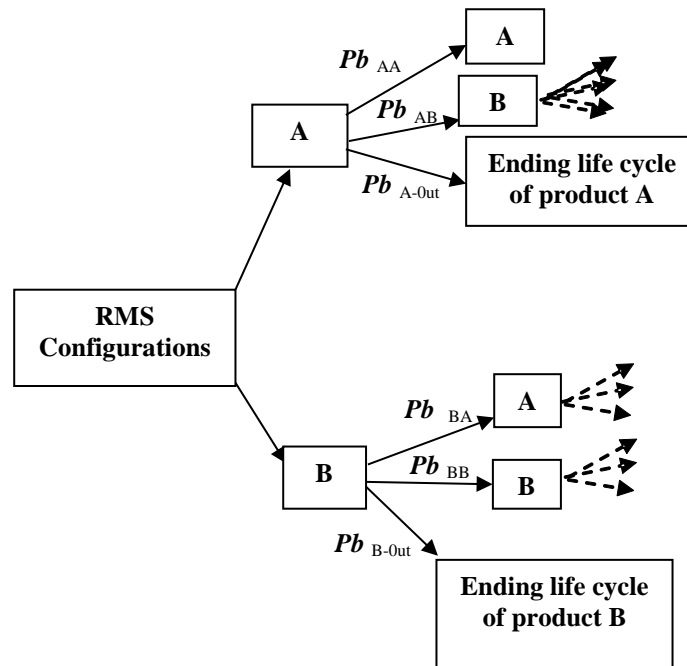 A
Pb AA
B
Pb AB
A
Ending life cycle
of product A
Pb A-0ut
RMS
Configurations
A
Pb BA
B
Pb BB
B
Pb B-0ut
Ending life cycle
of product B